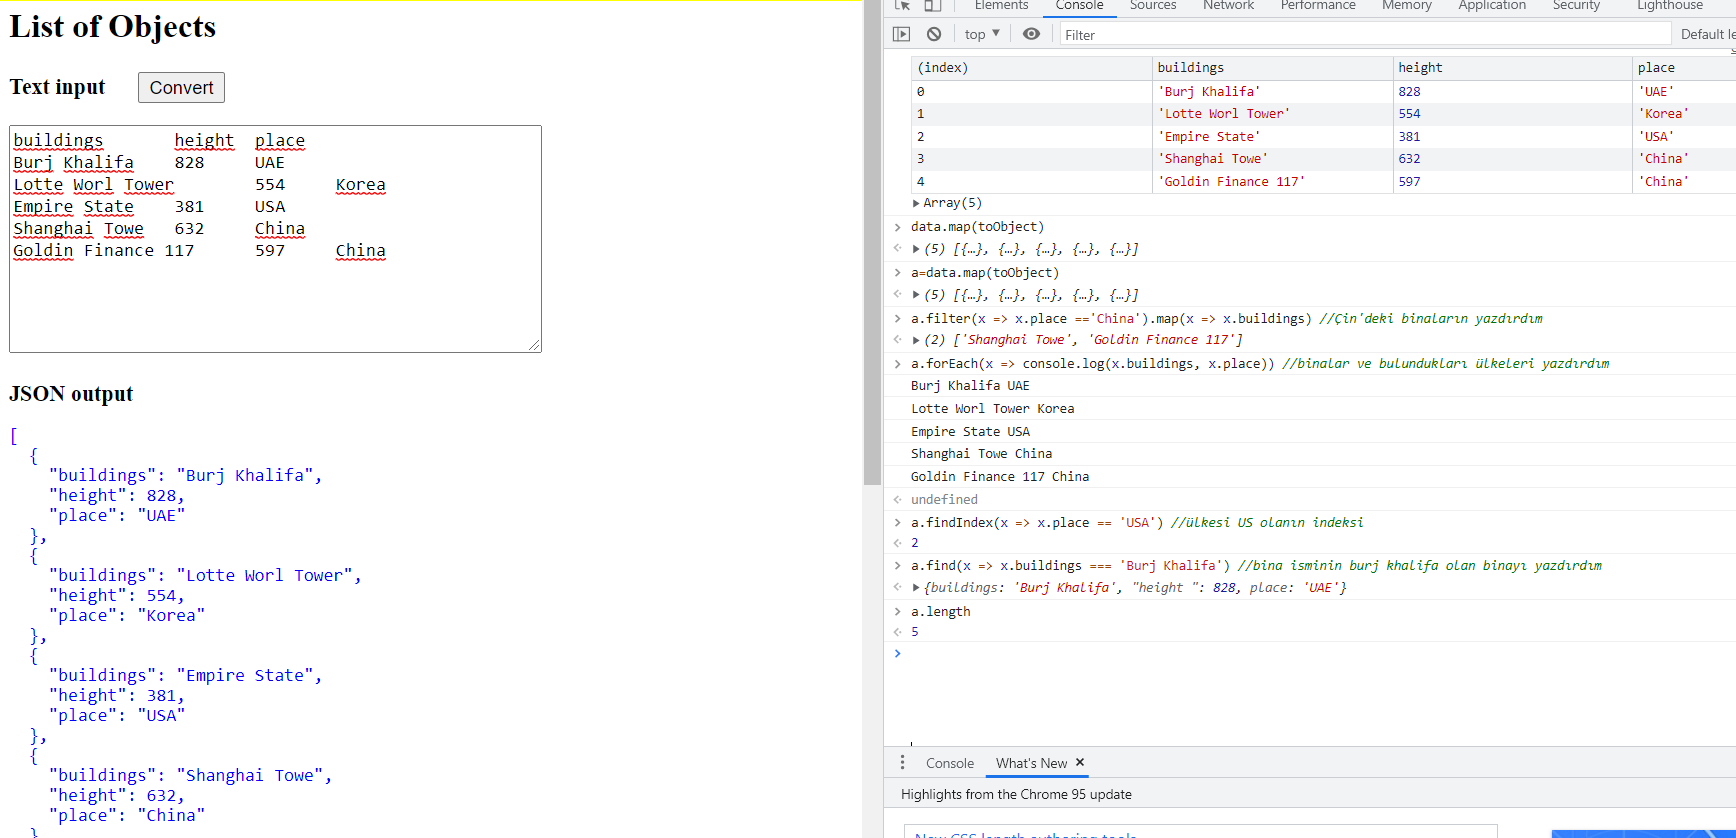 List of Objects
Text input Convert
buildings height place
Burj Khalifa 828 UAE
Lotte Worl Tower 554 Korea
Empire State 381 USA
Shanghai Towe 632 China
Goldin Finance 117 597 China
JSON output
[
{
"buildings": "Burj Khalifa",
"height": 828,
"place": "UAE"
},
{
"buildings": "Lotte Worl Tower",
"height": 554,
"place": "Korea"
},
{
"buildings": "Empire State",
"height": 381,
"place": "USA"
},
{
"buildings": "Shanghai Towe",
"height": 632,
"place": "China"
}
Elements Console Sources Network Performance Memory Application Security Lighthouse
top ▼ Filter Default le
(index) buildings height place
0 'Burj Khalifa' 828 'UAE'
1 'Lotte Worl Tower' 554 'Korea'
2 'Empire State' 381 'USA'
3 'Shanghai Towe' 632 'China'
4 'Goldin Finance 117' 597 'China'
▶ Array(5)
> data.map(toObject)
▶ (5) [{…}, {…}, {…}, {…}, {…}]
> a=data.map(toObject)
▶ (5) [{…}, {…}, {…}, {…}, {…}]
> a.filter(x => x.place =='China').map(x => x.buildings) //Çin'deki binaların yazdırdım
▶ (2) ['Shanghai Towe', 'Goldin Finance 117']
> a.forEach(x => console.log(x.buildings, x.place)) //binalar ve bulundukları ülkeleri yazdırdım
Burj Khalifa UAE
Lotte Worl Tower Korea
Empire State USA
Shanghai Towe China
Goldin Finance 117 China
undefined
> a.findIndex(x => x.place == 'USA') //ülkesi US olanın indeksi
2
> a.find(x => x.buildings === 'Burj Khalifa') //bina isminin burj khalifa olan binayı yazdırdım
▶ {buildings: 'Burj Khalifa', "height ": 828, place: 'UAE'}
> a.length
5
>
Console What's New ×
Highlights from the Chrome 95 update
New CSS length authoring tools